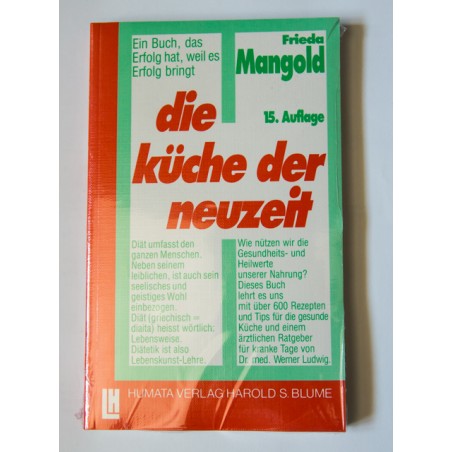 Ein Buch, das
Erfolg hat, weil es
Erfolg bringt
Frieda
Mangold
15. Auflage
die
küche der
neuzeit
Diät umfasst den
ganzen Menschen.
Neben seinem
leiblichen, ist auch sein
seelisches und
geistiges Wohl
einbezogen.
Diät (griechisch =
diaita) heisst wörtlich:
Lebensweise.
Diätetik ist also
Lebenskunst-Lehre.
Wie nützen wir die
Gesundheits- und
Heilwerte
unserer Nahrung?
Dieses Buch
lehrt es uns
mit über 600 Rezepten
und Tips für die gesunde
Küche und einem
ärztlichen Ratgeber
für kranke Tage von
Dr. med. Werner Ludwig.
LH
HUMATA VERLAG HAROLD S. BLUME